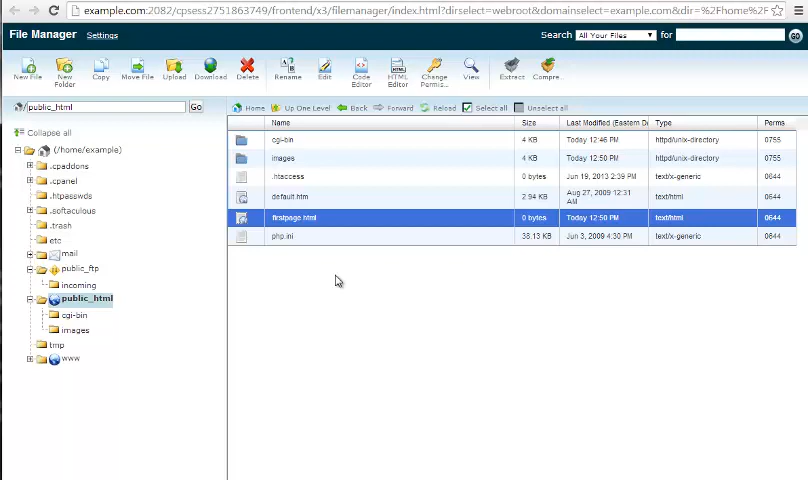 example.com:2082/cpsess2751863749/frontend/x3/filemanager/index.html?dirselect=webroot&domainselect=example.com&dir=%2Fhome%2F
File Manager Settings Search All Your Files for GO
New File New Folder Copy Move File Upload Download Delete Rename Edit Code Editor HTML Editor Change Permis... View Extract Compre...
/public_html Go Home Up One Level Back Forward Reload Select all Unselect all
Collapse all
Name Size Last Modified (Eastern Da Type Perms
cgi-bin 4 KB Today 12:46 PM httpd/unix-directory 0755
images 4 KB Today 12:50 PM httpd/unix-directory 0755
.htaccess 0 bytes Jun 19, 2013 2:39 PM text/x-generic 0644
default.htm 2.94 KB Aug 27, 2009 12:31 AM text/html 0644
firstpage.html 0 bytes Today 12:50 PM text/html 0644
php.ini 38.13 KB Jun 3, 2009 4:30 PM text/x-generic 0644
(/home/example)
.cpaddons
.cpanel
.htpasswds
.softaculous
.trash
etc
mail
public_ftp
incoming
public_html
cgi-bin
images
tmp
www